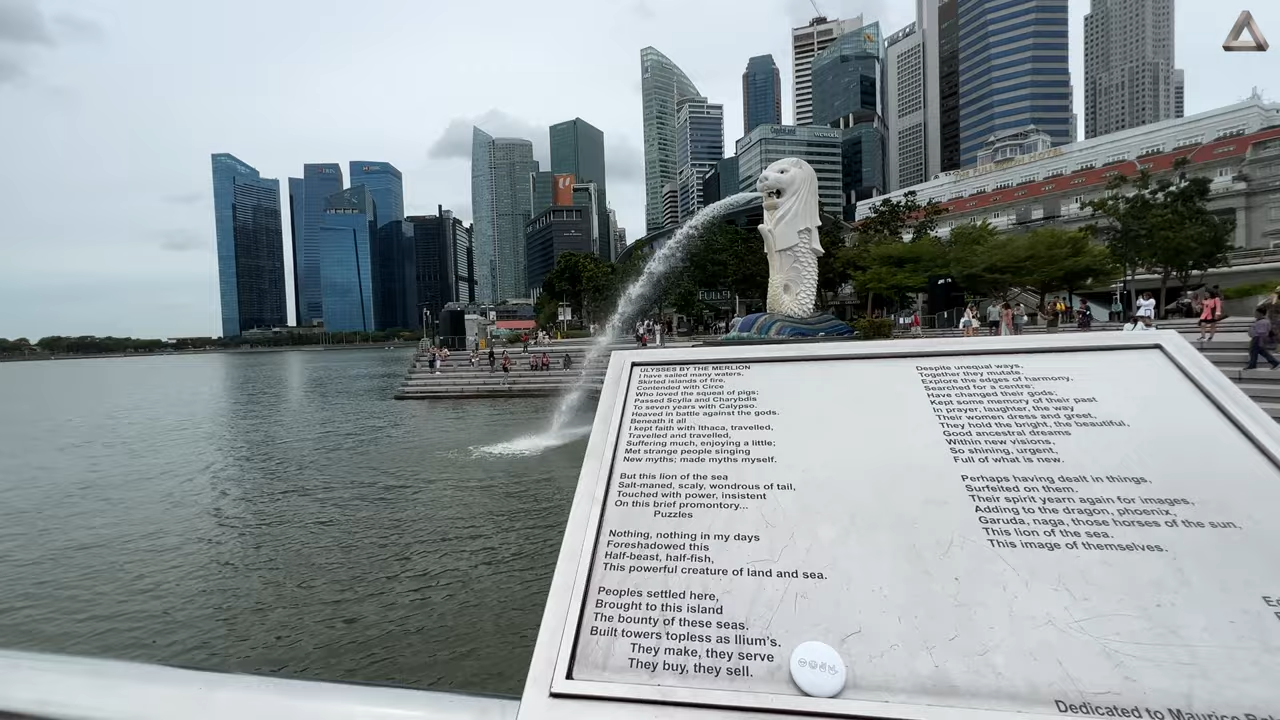 CapitaLand
wework
THE FULLERTON HOTEL
FULLER
ULYSSES BY THE MERLION
I have sailed many waters,
Skirted islands of fire,
Contended with Circe
Who loved the squeal of pigs;
Passed Scylla and Charybdis
To seven years with Calypso.
Heaved in battle against the gods.
Beneath it all
I kept faith with Ithaca, travelled,
Travelled and travelled,
Suffering much, enjoying a little;
Met strange people singing
New myths; made myths myself.
But this lion of the sea
Salt-maned, scaly, wondrous of tail,
Touched with power, insistent
On this brief promontory...
Puzzles
Nothing, nothing in my days
Foreshadowed this
Half-beast, half-fish,
This powerful creature of land and sea.
Peoples settled here,
Brought to this island
The bounty of these seas.
Built towers topless as Ilium's.
They make, they serve
They buy, they sell.
Despite unequal ways,
Together they mutate.
Explore the edges of harmony,
Searched for a centre;
Have changed their gods;
Kept some memory of their past
In prayer, laughter, the way
Their women dress and greet,
They hold the bright, the beautiful,
Good ancestral dreams
Within new visions,
So shining, urgent,
Full of what is new.
Perhaps having dealt in things,
Surfeited on them.
Their spirit yearn again for images,
Adding to the dragon, phoenix,
Garuda, naga, those horses of the sun,
This lion of the sea.
This image of themselves.
Dedicated to Maurice